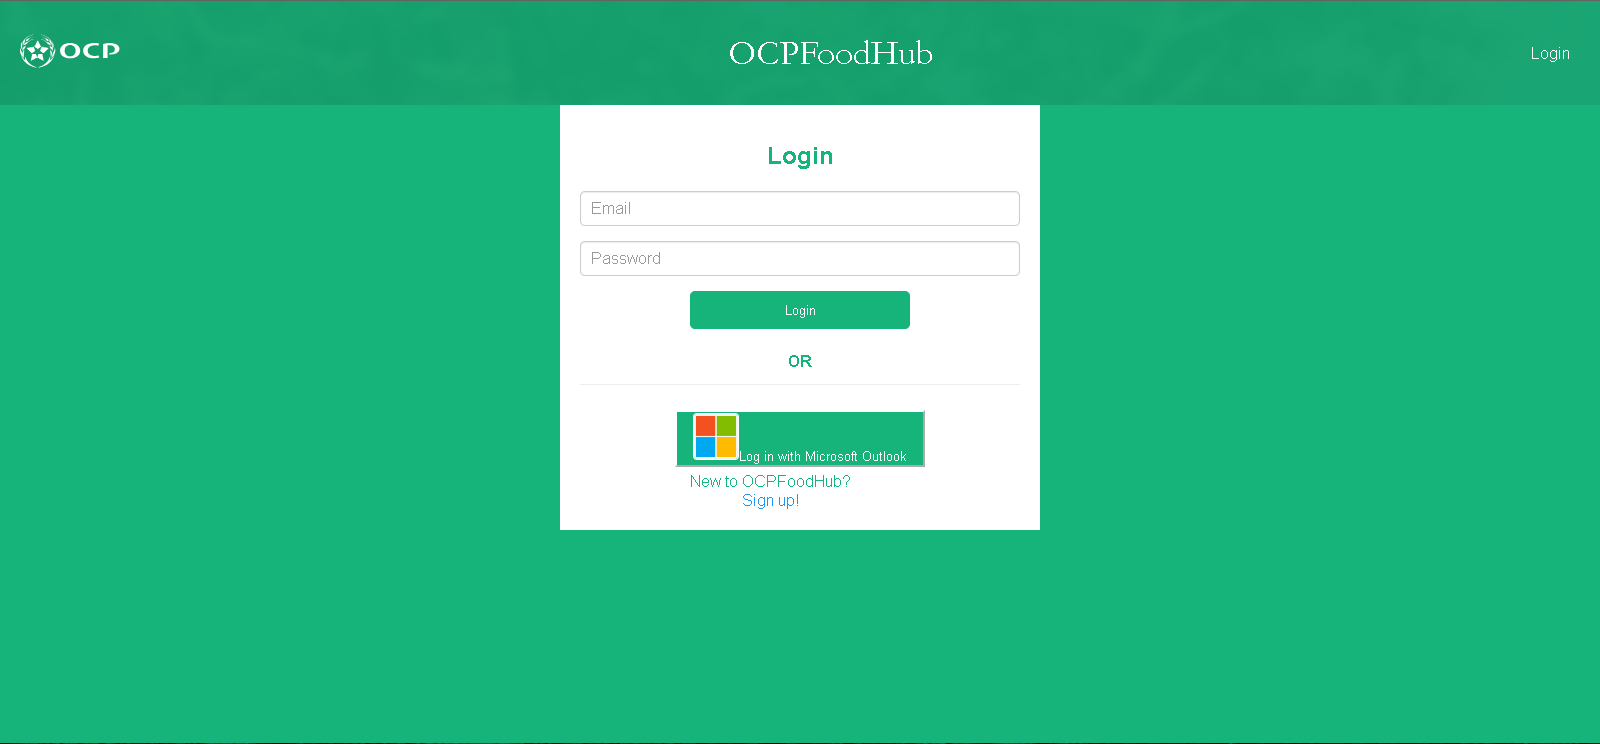 OCP
OCPFoodHub
Login
Login
Email
Password
Login
OR
Log in with Microsoft Outlook
New to OCPFoodHub?
Sign up!